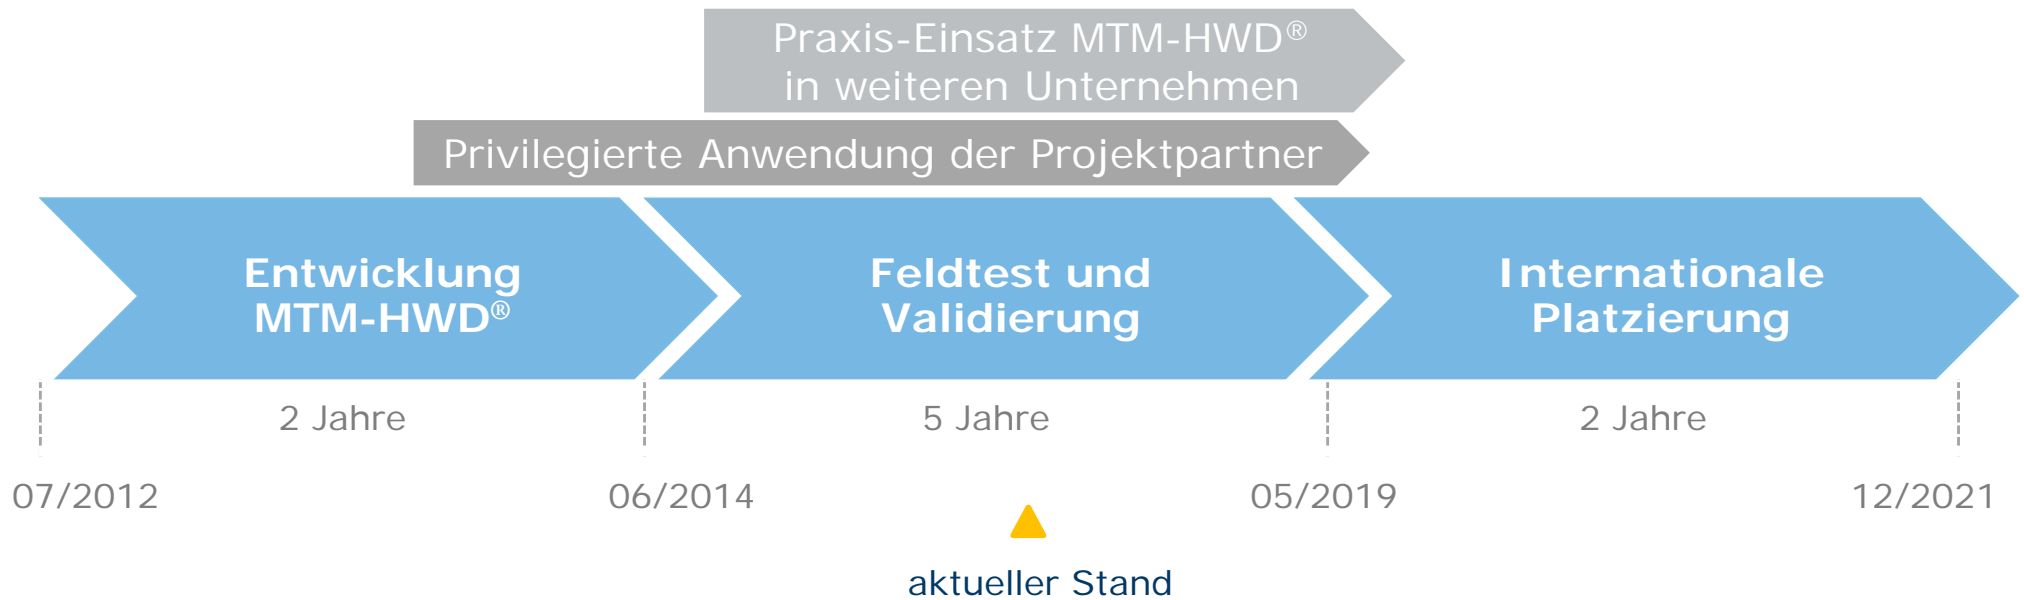 Praxis-Einsatz MTM-HWD®
in weiteren Unternehmen
Privilegierte Anwendung der Projektpartner
Entwicklung
MTM-HWD®
Feldtest und
Validierung
Internationale
Platzierung
2 Jahre
5 Jahre
2 Jahre
07/2012
06/2014
05/2019
12/2021
aktueller Stand